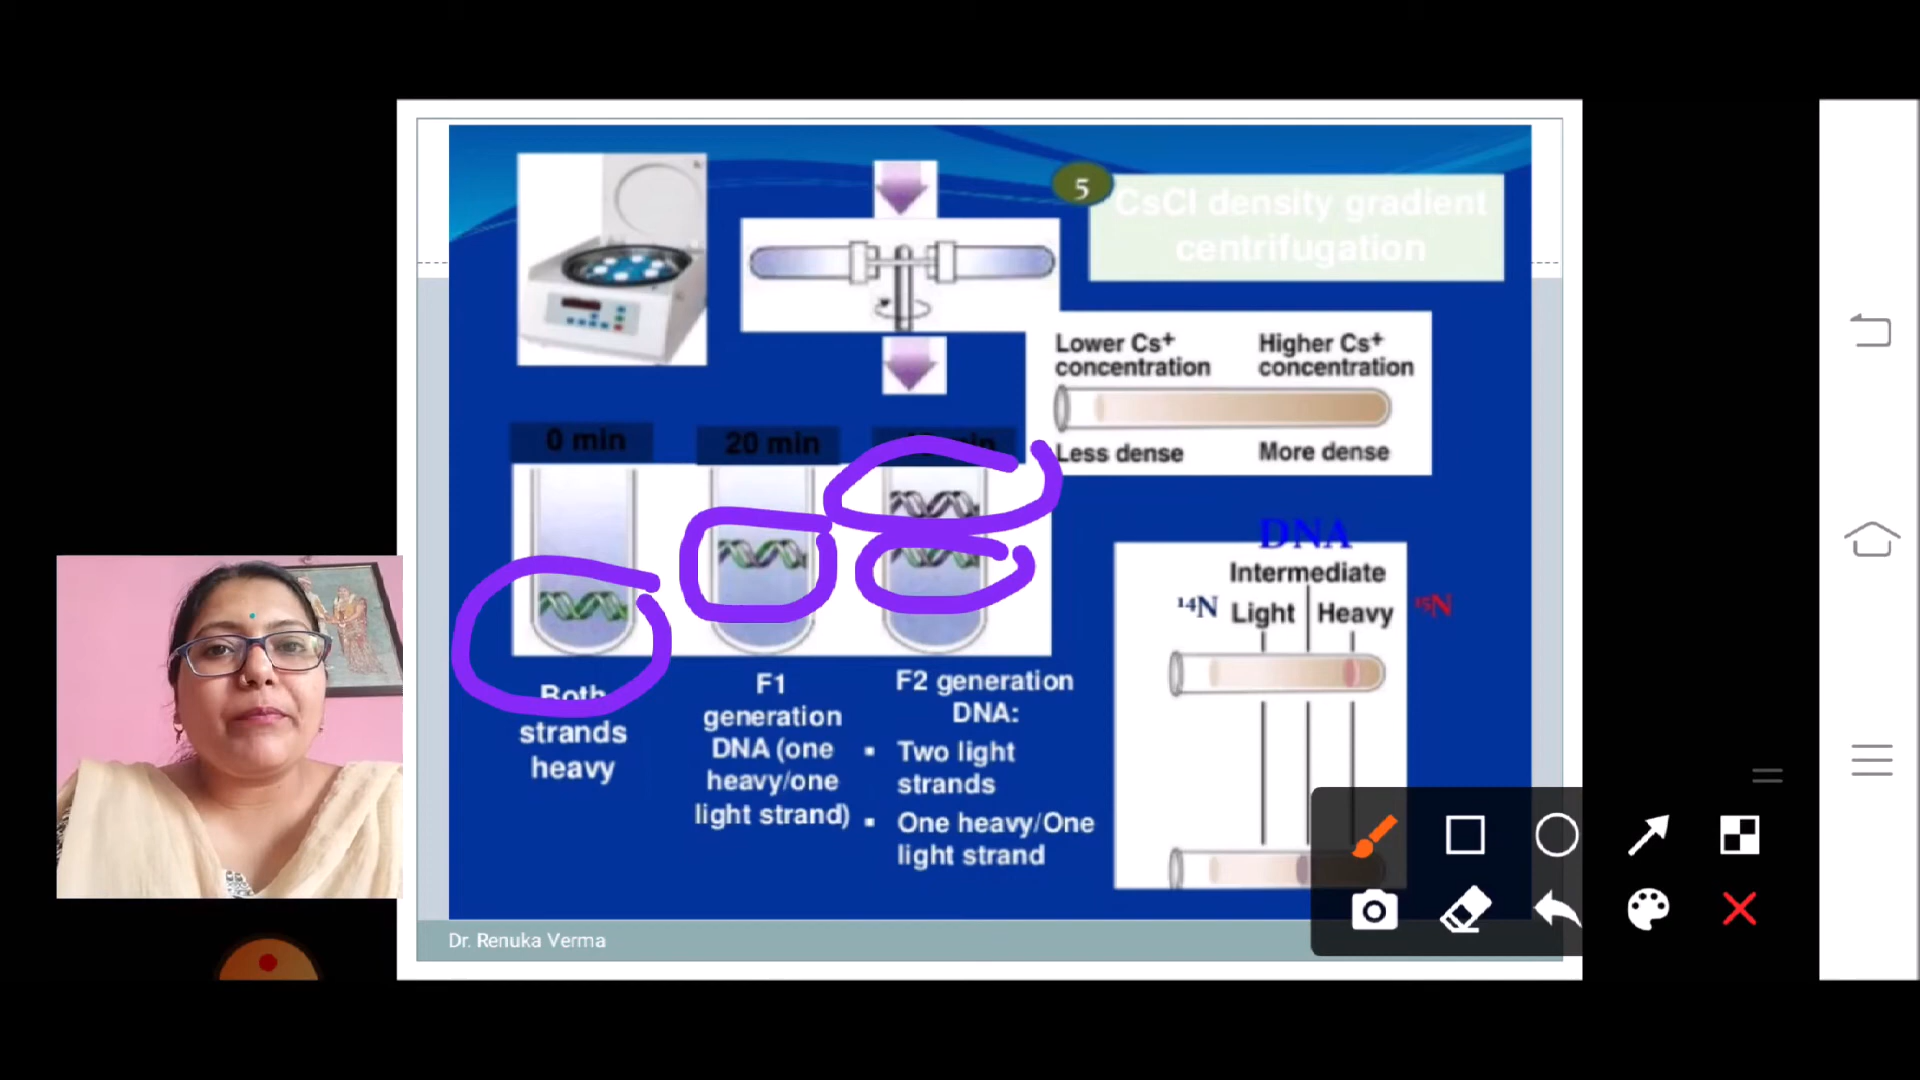 5
CsCl density gradient
centrifugation
Lower Cs⁺
concentration
Higher Cs⁺
concentration
Less dense
More dense
0 min
20 min
Both
strands
heavy
F1
generation
DNA (one
heavy/one
light strand)
F2 generation
DNA:
▪ Two light
strands
▪ One heavy/One
light strand
DNA
Intermediate
¹⁴N Light Heavy ¹⁵N
Dr. Renuka Verma